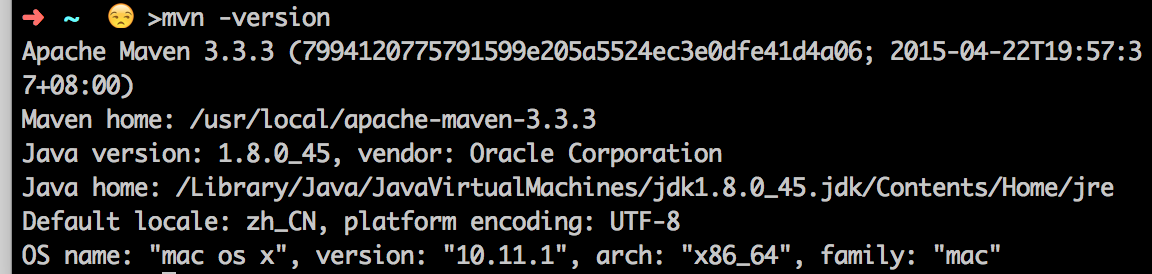 ➜ ~ 😒 >mvn -version
Apache Maven 3.3.3 (7994120775791599e205a5524ec3e0dfe41d4a06; 2015-04-22T19:57:3
7+08:00)
Maven home: /usr/local/apache-maven-3.3.3
Java version: 1.8.0_45, vendor: Oracle Corporation
Java home: /Library/Java/JavaVirtualMachines/jdk1.8.0_45.jdk/Contents/Home/jre
Default locale: zh_CN, platform encoding: UTF-8
OS name: "mac os x", version: "10.11.1", arch: "x86_64", family: "mac"